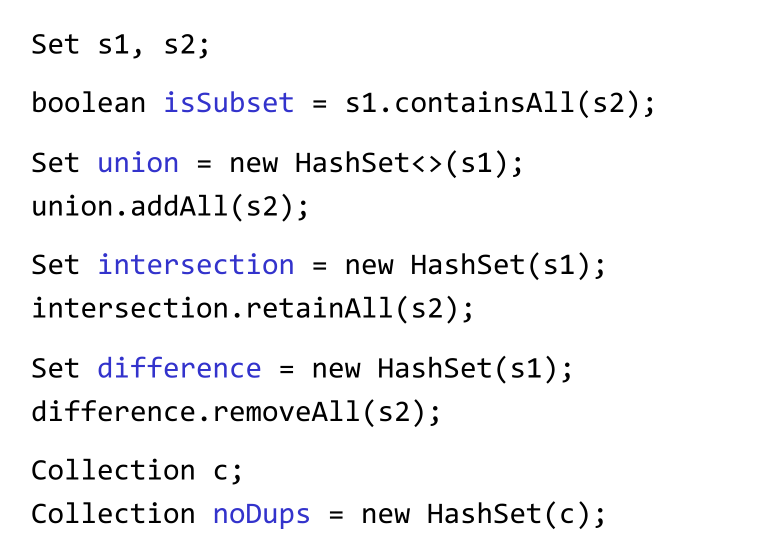 Set s1, s2;
boolean isSubset = s1.containsAll(s2);
Set union = new HashSet<>(s1);
union.addAll(s2);
Set intersection = new HashSet(s1);
intersection.retainAll(s2);
Set difference = new HashSet(s1);
difference.removeAll(s2);
Collection c;
Collection noDups = new HashSet(c);